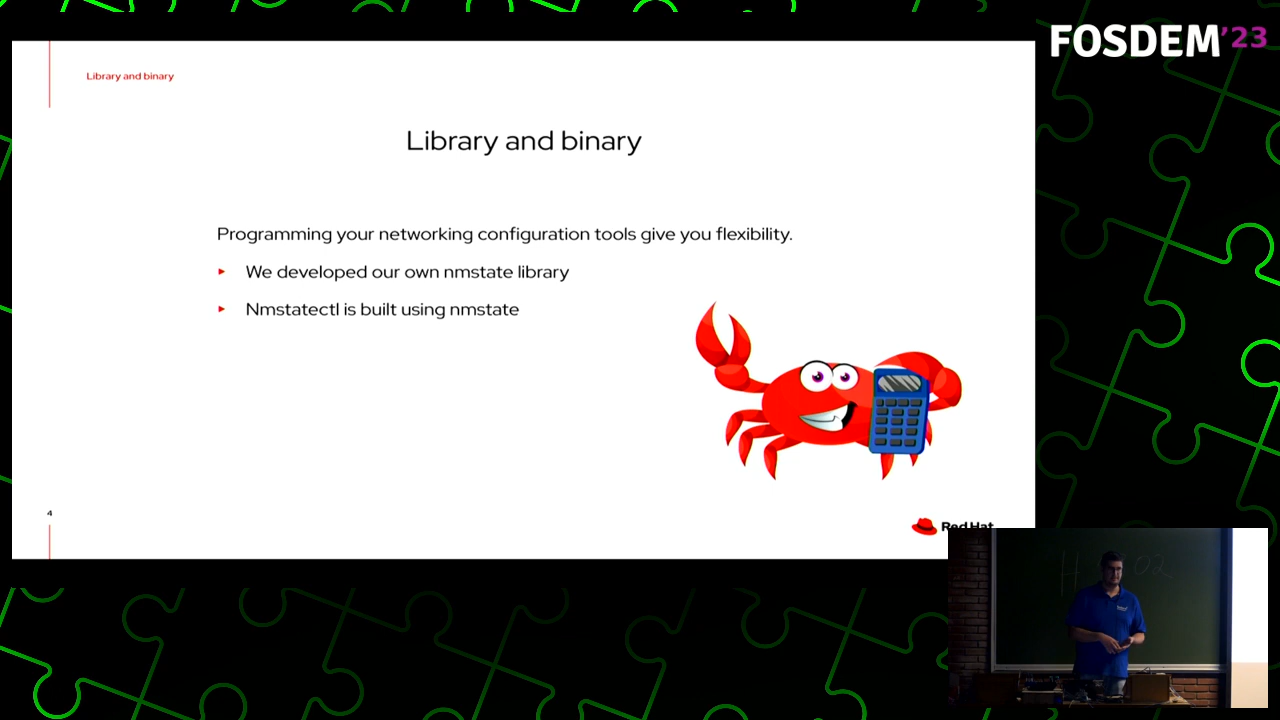 FOSDEM'23
Library and binary
Library and binary
Programming your networking configuration tools give you flexibility.
▸ We developed our own nmstate library
▸ Nmstatectl is built using nmstate
4
Red Hat